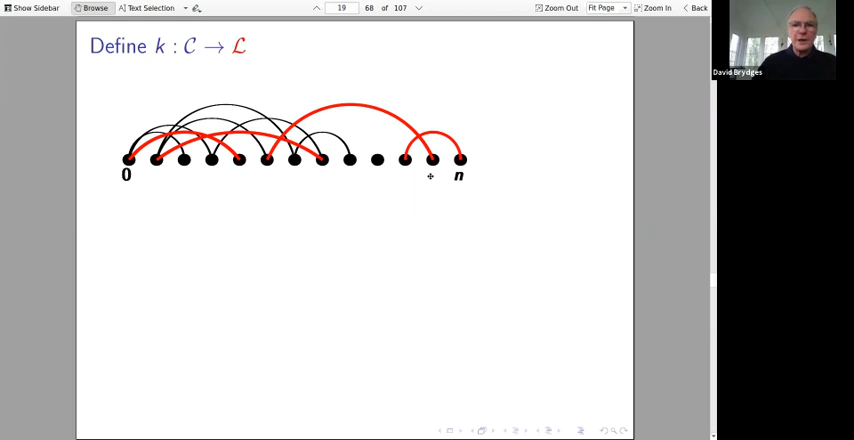 Show Sidebar Browse Text Selection 19 68 of 107 Zoom Out Fit Page Zoom In Back
David Brydges
Define k : 𝒞 → ℒ
0 n